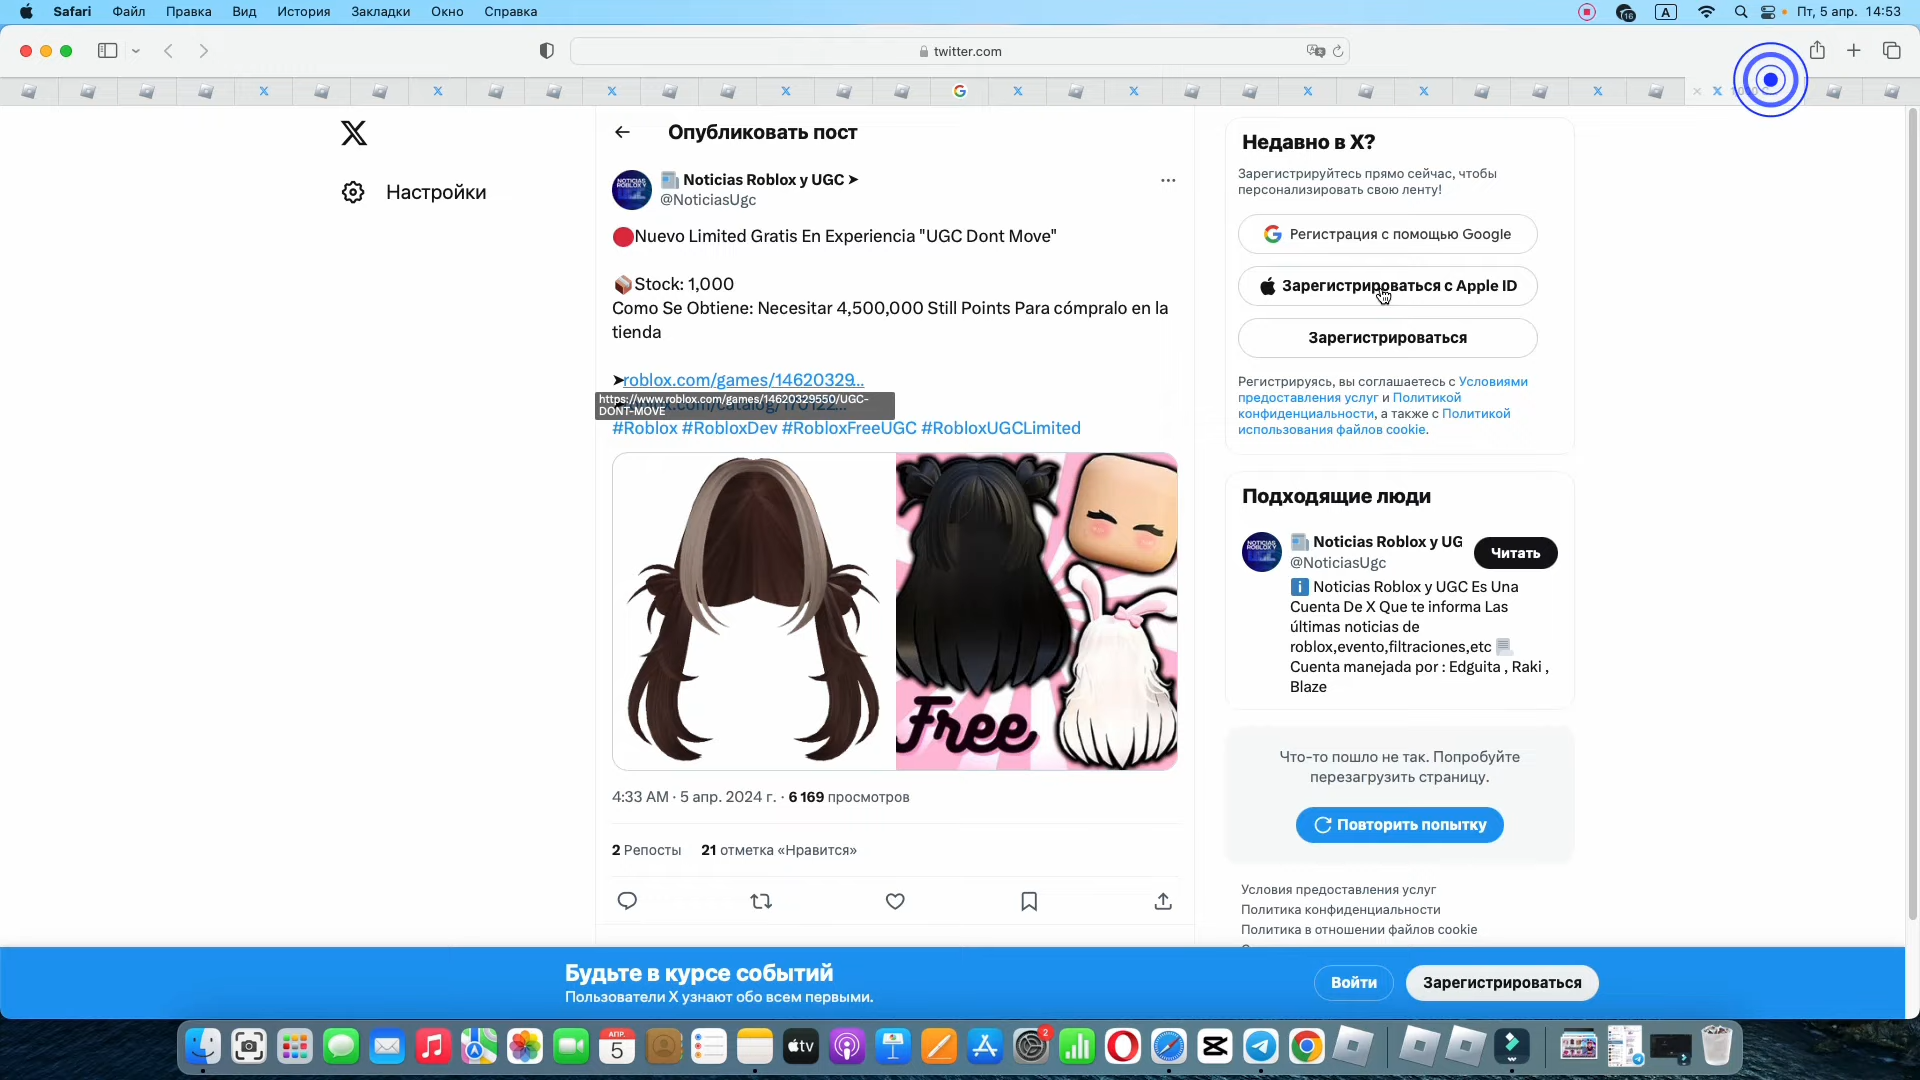 Safari Файл Правка Вид История Закладки Окно Справка
16 A Пт, 5 апр. 14:53
twitter.com
Опубликовать пост
Настройки
Noticias Roblox y UGC ➤
@NoticiasUgc
🔴Nuevo Limited Gratis En Experiencia "UGC Dont Move"
📦Stock: 1,000
Como Se Obtiene: Necesitar 4,500,000 Still Points Para cómpralo en la
tienda
➤roblox.com/games/14620329…
https://www.roblox.com/games/14620329550/UGC-
DONT-MOVE
#Roblox #RobloxDev #RobloxFreeUGC #RobloxUGCLimited
Free
4:33 AM · 5 апр. 2024 г. · 6 169 просмотров
2 Репосты 21 отметка «Нравится»
Недавно в X?
Зарегистрируйтесь прямо сейчас, чтобы
персонализировать свою ленту!
Регистрация с помощью Google
Зарегистрироваться с Apple ID
Зарегистрироваться
Регистрируясь, вы соглашаетесь с Условиями
предоставления услуг и Политикой
конфиденциальности, а также с Политикой
использования файлов cookie.
Подходящие люди
NOTICIAS
Noticias Roblox y UG
@NoticiasUgc
Читать
ℹ️ Noticias Roblox y UGC Es Una
Cuenta De X Que te informa Las
últimas noticias de
roblox,evento,filtraciones,etc
Cuenta manejada por : Edguita , Raki ,
Blaze
Что-то пошло не так. Попробуйте
перезагрузить страницу.
Повторить попытку
Условия предоставления услуг
Политика конфиденциальности
Политика в отношении файлов cookie
Будьте в курсе событий
Пользователи X узнают обо всем первыми.
Войти
Зарегистрироваться
АПР.
5
tv
2